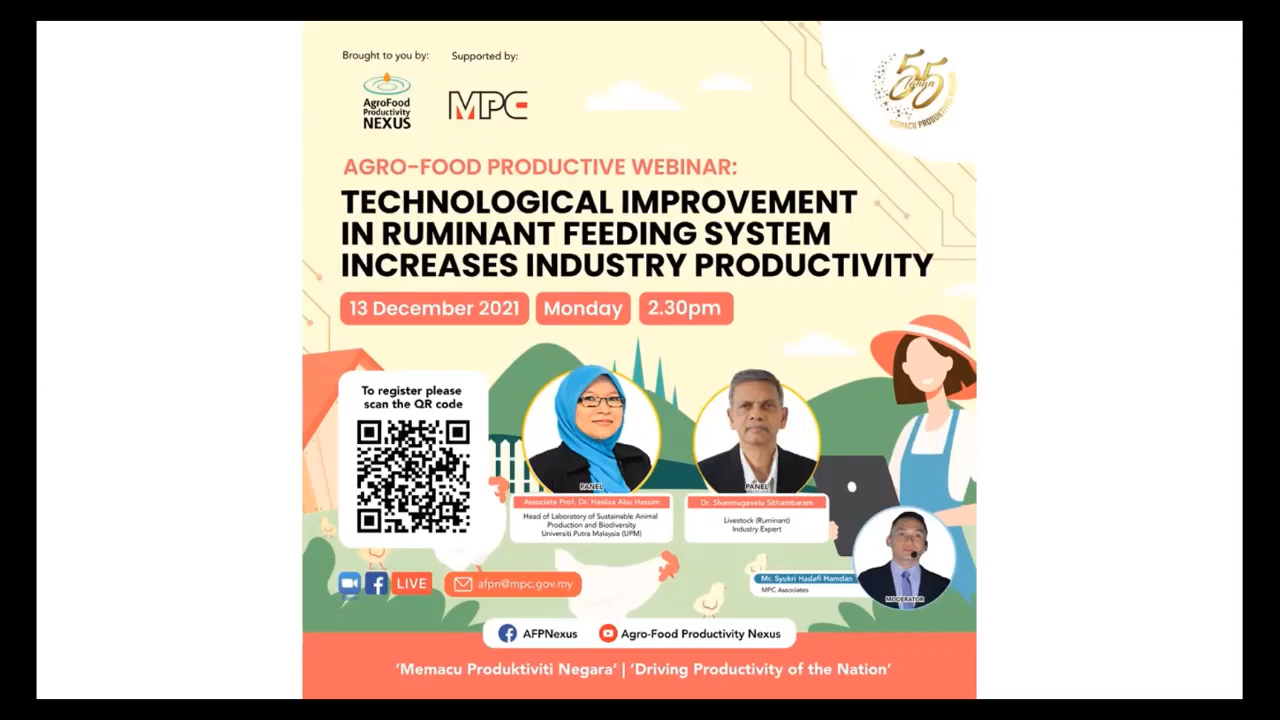 Brought to you by:
Supported by:
AgroFood
Productivity
NEXUS
MPC
55
Tahun
MEMACU PRODUKTIVITI
AGRO-FOOD PRODUCTIVE WEBINAR:
TECHNOLOGICAL IMPROVEMENT
IN RUMINANT FEEDING SYSTEM
INCREASES INDUSTRY PRODUCTIVITY
13 December 2021
Monday
2.30pm
To register please
scan the QR code
PANEL
Associate Prof. Dr. Hasliza Abu Hassim
Head of Laboratory of Sustainable Animal
Production and Biodiversity
Universiti Putra Malaysia (UPM)
PANEL
Dr. Shanmugavelu Sithambaram
Livestock (Ruminant)
Industry Expert
Mr. Syukri Hadafi Hamdan
MPC Associates
MODERATOR
LIVE
afpn@mpc.gov.my
AFPNexus
Agro-Food Productivity Nexus
‘Memacu Produktiviti Negara’ | ‘Driving Productivity of the Nation’